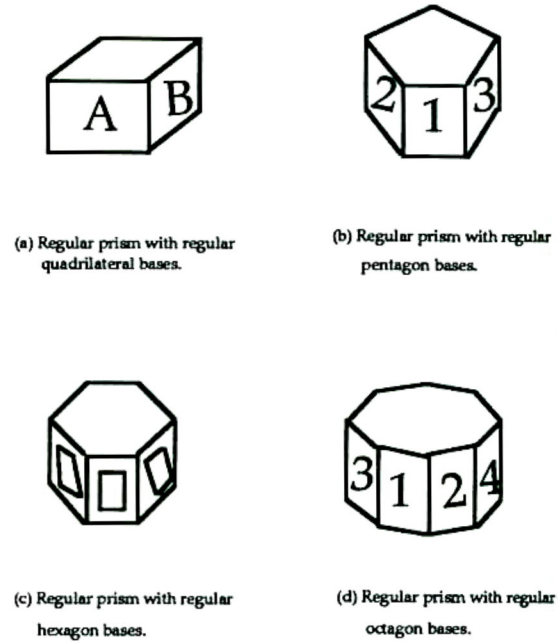 A B
2 1 3
(a) Regular prism with regular
quadrilateral bases.
(b) Regular prism with regular
pentagon bases.
3 1 2 4
(c) Regular prism with regular
hexagon bases.
(d) Regular prism with regular
octagon bases.